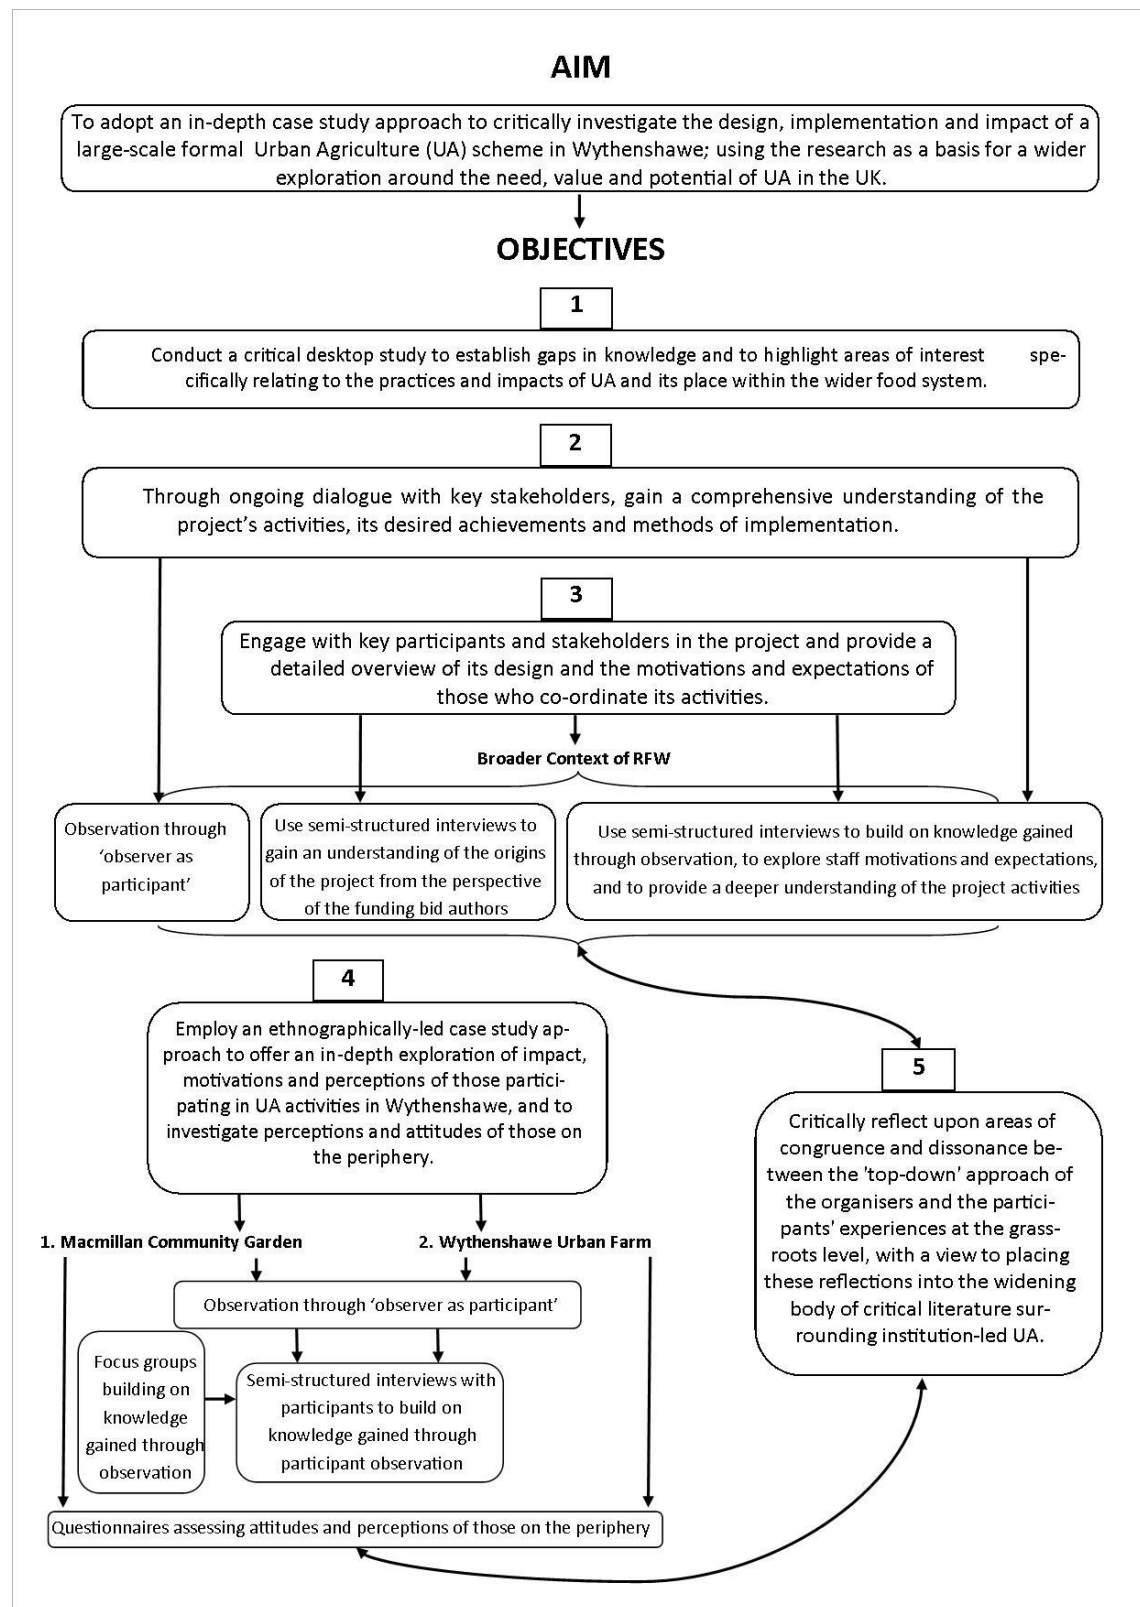 AIM
To adopt an in-depth case study approach to critically investigate the design, implementation and impact of a
large-scale formal Urban Agriculture (UA) scheme in Wythenshawe; using the research as a basis for a wider
exploration around the need, value and potential of UA in the UK.
OBJECTIVES
1
Conduct a critical desktop study to establish gaps in knowledge and to highlight areas of interest spe-
cifically relating to the practices and impacts of UA and its place within the wider food system.
2
Through ongoing dialogue with key stakeholders, gain a comprehensive understanding of the
project's activities, its desired achievements and methods of implementation.
3
Engage with key participants and stakeholders in the project and provide a
detailed overview of its design and the motivations and expectations of
those who co-ordinate its activities.
Broader Context of RFW
Observation through
‘observer as
participant’
Use semi-structured interviews to
gain an understanding of the origins
of the project from the perspective
of the funding bid authors
Use semi-structured interviews to build on knowledge gained
through observation, to explore staff motivations and expectations,
and to provide a deeper understanding of the project activities
4
Employ an ethnographically-led case study ap-
proach to offer an in-depth exploration of impact,
motivations and perceptions of those partici-
pating in UA activities in Wythenshawe, and to
investigate perceptions and attitudes of those on
the periphery.
5
Critically reflect upon areas of
congruence and dissonance be-
tween the 'top-down' approach of
the organisers and the partici-
pants' experiences at the grass-
roots level, with a view to placing
these reflections into the widening
body of critical literature sur-
rounding institution-led UA.
1. Macmillan Community Garden
2. Wythenshawe Urban Farm
Observation through ‘observer as participant’
Focus groups
building on
knowledge
gained through
observation
Semi-structured interviews with
participants to build on
knowledge gained through
participant observation
Questionnaires assessing attitudes and perceptions of those on the periphery